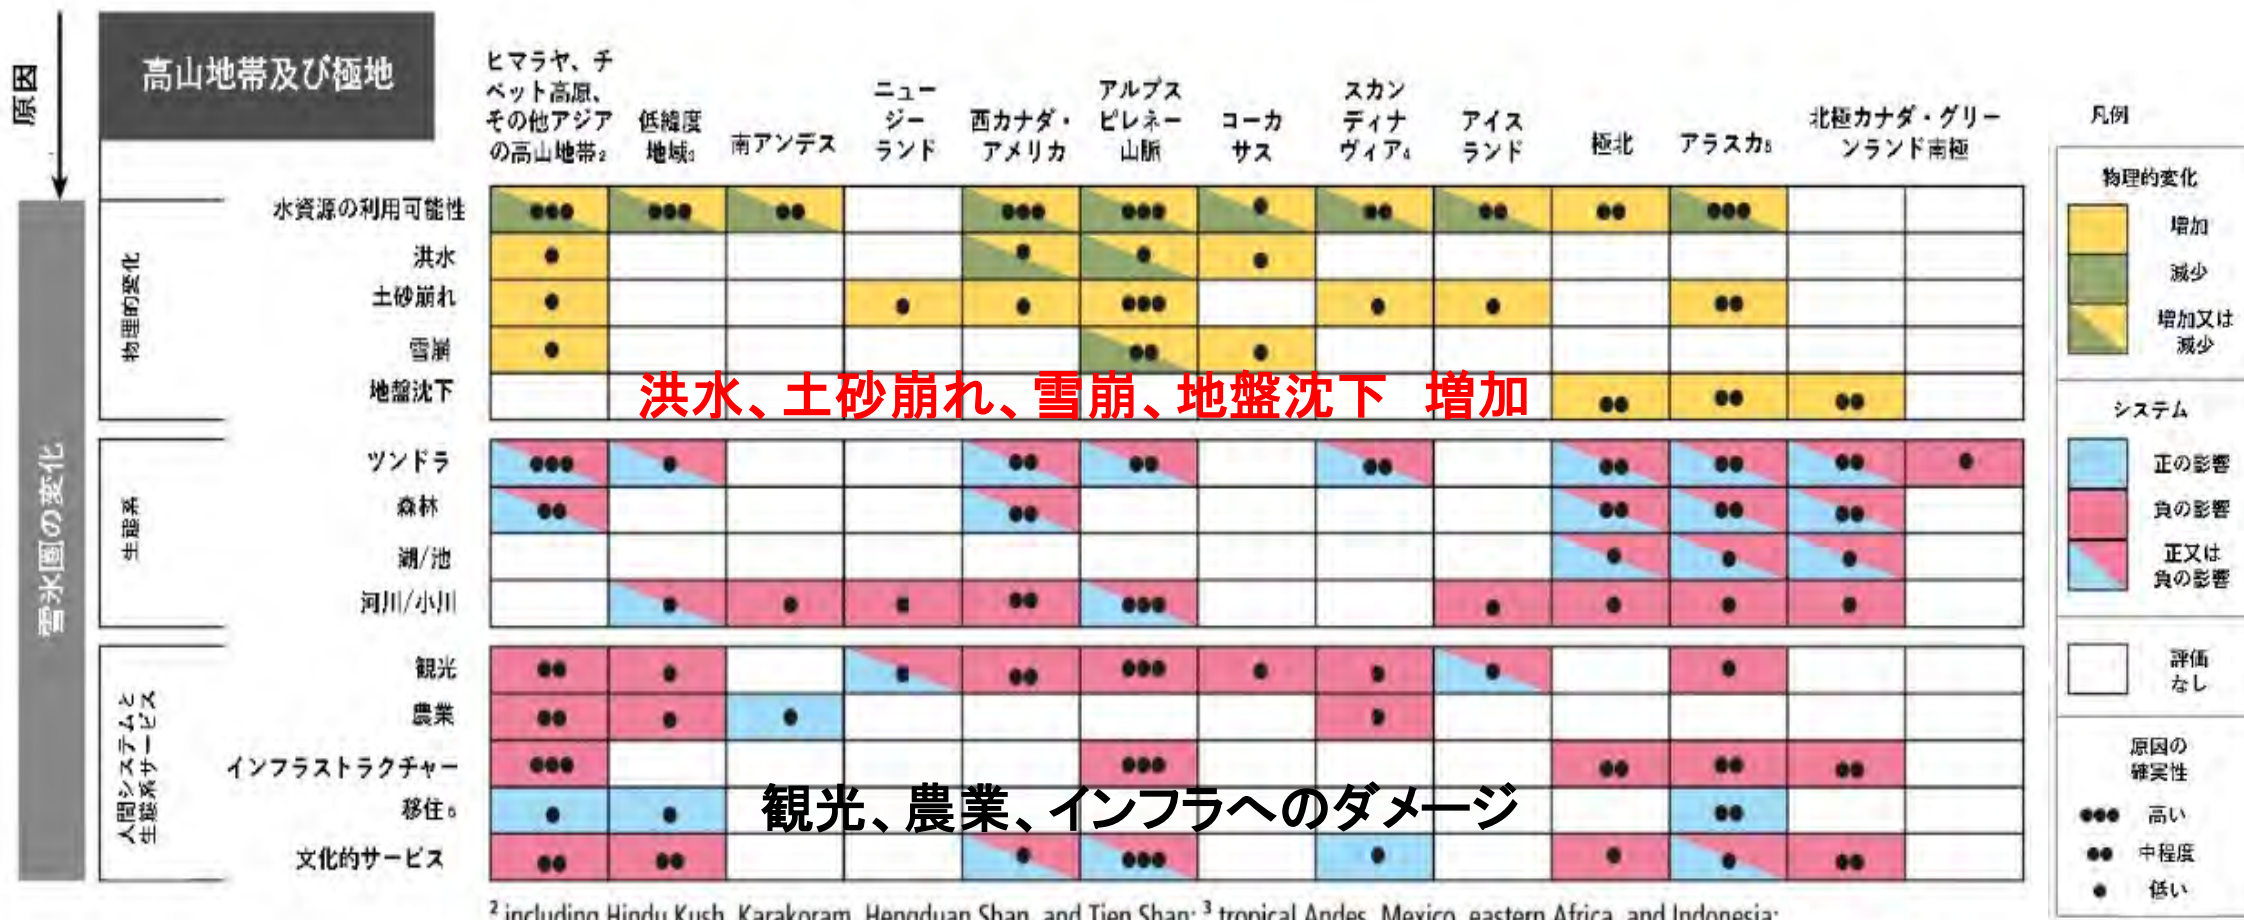 原因
高山地帯及び極地
ヒマラヤ、チ
ベット高原、
その他アジア
の高山地帯2
低緯度
地域3
南アンデス
ニュー
ジー
ランド
西カナダ・
アメリカ
アルプス
ピレネー
山脈
コーカ
サス
スカン
ディナ
ヴィア4
アイス
ランド
極北
アラスカ5
北極カナダ・グリー
ンランド南極
雪氷圏の変化
物理的変化
水資源の利用可能性
洪水
土砂崩れ
雪崩
地盤沈下
洪水、土砂崩れ、雪崩、地盤沈下 増加
生態系
ツンドラ
森林
湖/池
河川/小川
人間システムと
生態系サービス
観光
農業
インフラストラクチャー
移住6
文化的サービス
観光、農業、インフラへのダメージ
凡例
物理的変化
増加
減少
増加又は
減少
システム
正の影響
負の影響
正又は
負の影響
評価
なし
原因の
確実性
高い
中程度
低い
2 including Hindu Kush, Karakoram, Hengduan Shan, and Tien Shan; 3 tropical Andes, Mexico, eastern Africa, and Indonesia;